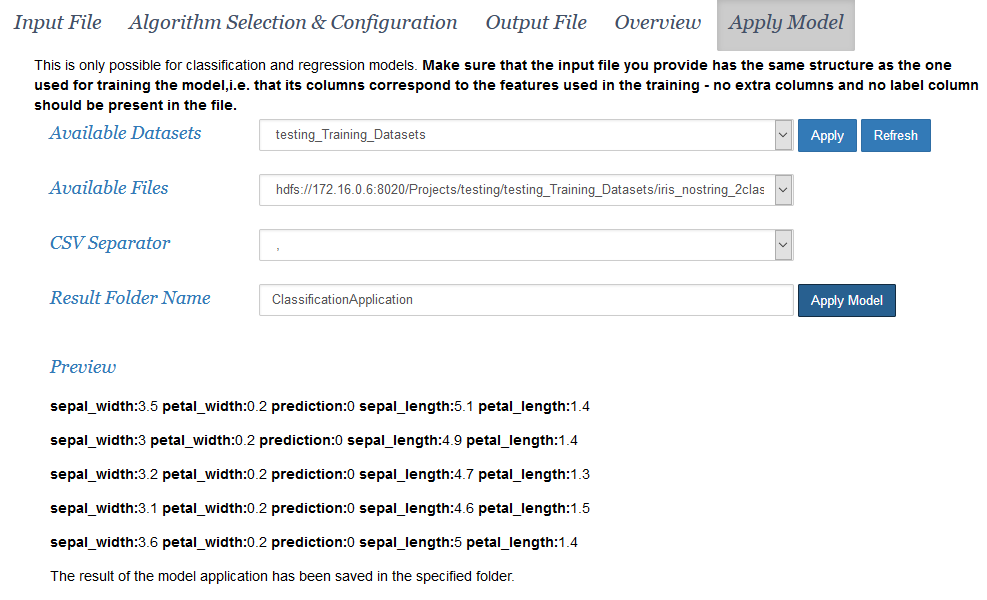 Input File Algorithm Selection & Configuration Output File Overview Apply Model
This is only possible for classification and regression models. Make sure that the input file you provide has the same structure as the one
used for training the model,i.e. that its columns correspond to the features used in the training - no extra columns and no label column
should be present in the file.
Available Datasets testing_Training_Datasets Apply Refresh
Available Files hdfs://172.16.0.6:8020/Projects/testing/testing_Training_Datasets/iris_nostring_2clas
CSV Separator ,
Result Folder Name ClassificationApplication Apply Model
Preview
sepal_width:3.5 petal_width:0.2 prediction:0 sepal_length:5.1 petal_length:1.4
sepal_width:3 petal_width:0.2 prediction:0 sepal_length:4.9 petal_length:1.4
sepal_width:3.2 petal_width:0.2 prediction:0 sepal_length:4.7 petal_length:1.3
sepal_width:3.1 petal_width:0.2 prediction:0 sepal_length:4.6 petal_length:1.5
sepal_width:3.6 petal_width:0.2 prediction:0 sepal_length:5 petal_length:1.4
The result of the model application has been saved in the specified folder.